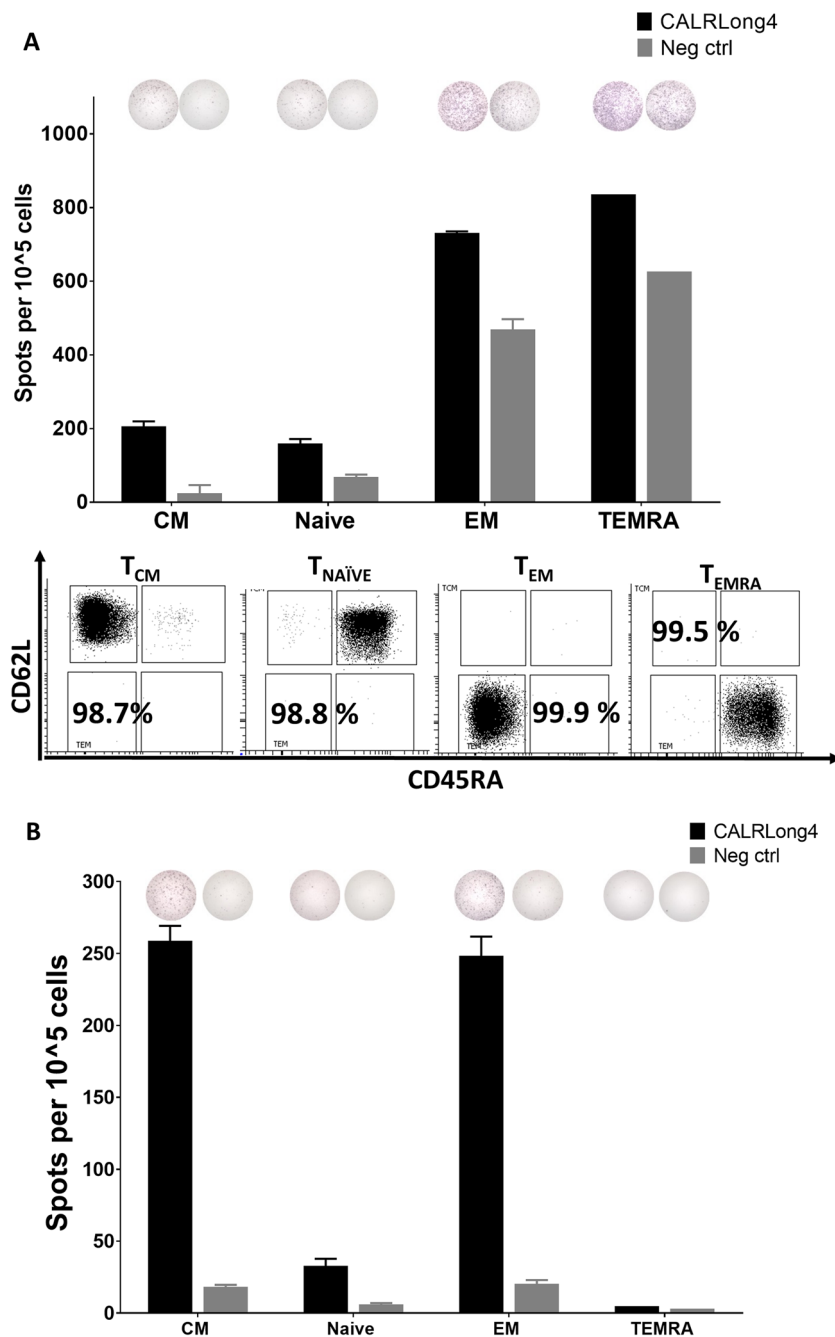 A
CALRLong4
Neg ctrl
Spots per 10^5 cells
1000
800
600
400
200
0
CM Naive EM TEMRA
TCM TNAÏVE TEM TEMRA
CD62L
TCM TCM
99.5 %
98.7% 98.8 % 99.9 %
TEM TEM TEM TEM
CD45RA
B
CALRLong4
Neg ctrl
Spots per 10^5 cells
300
250
200
150
100
50
0
CM Naive EM TEMRA